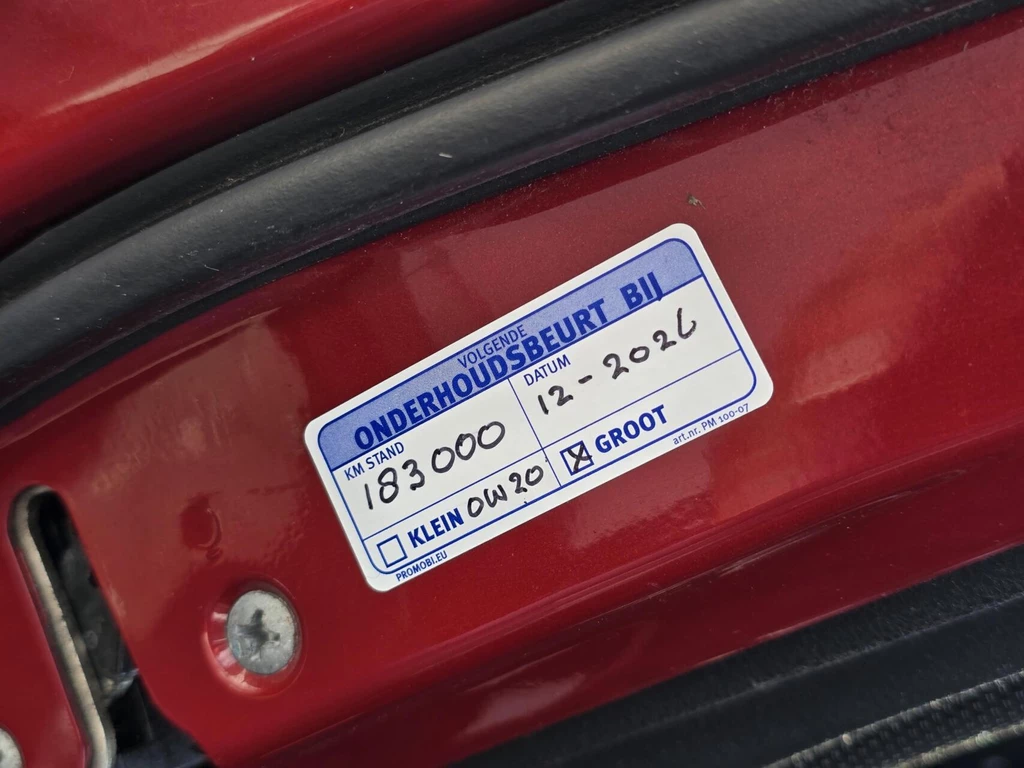 VOLGENDE
ONDERHOUDSBEURT BIJ
KM STAND
183000
DATUM
12-2026
KLEIN 0W20
GROOT
PROMOBI.EU
art.nr. PM 100-07